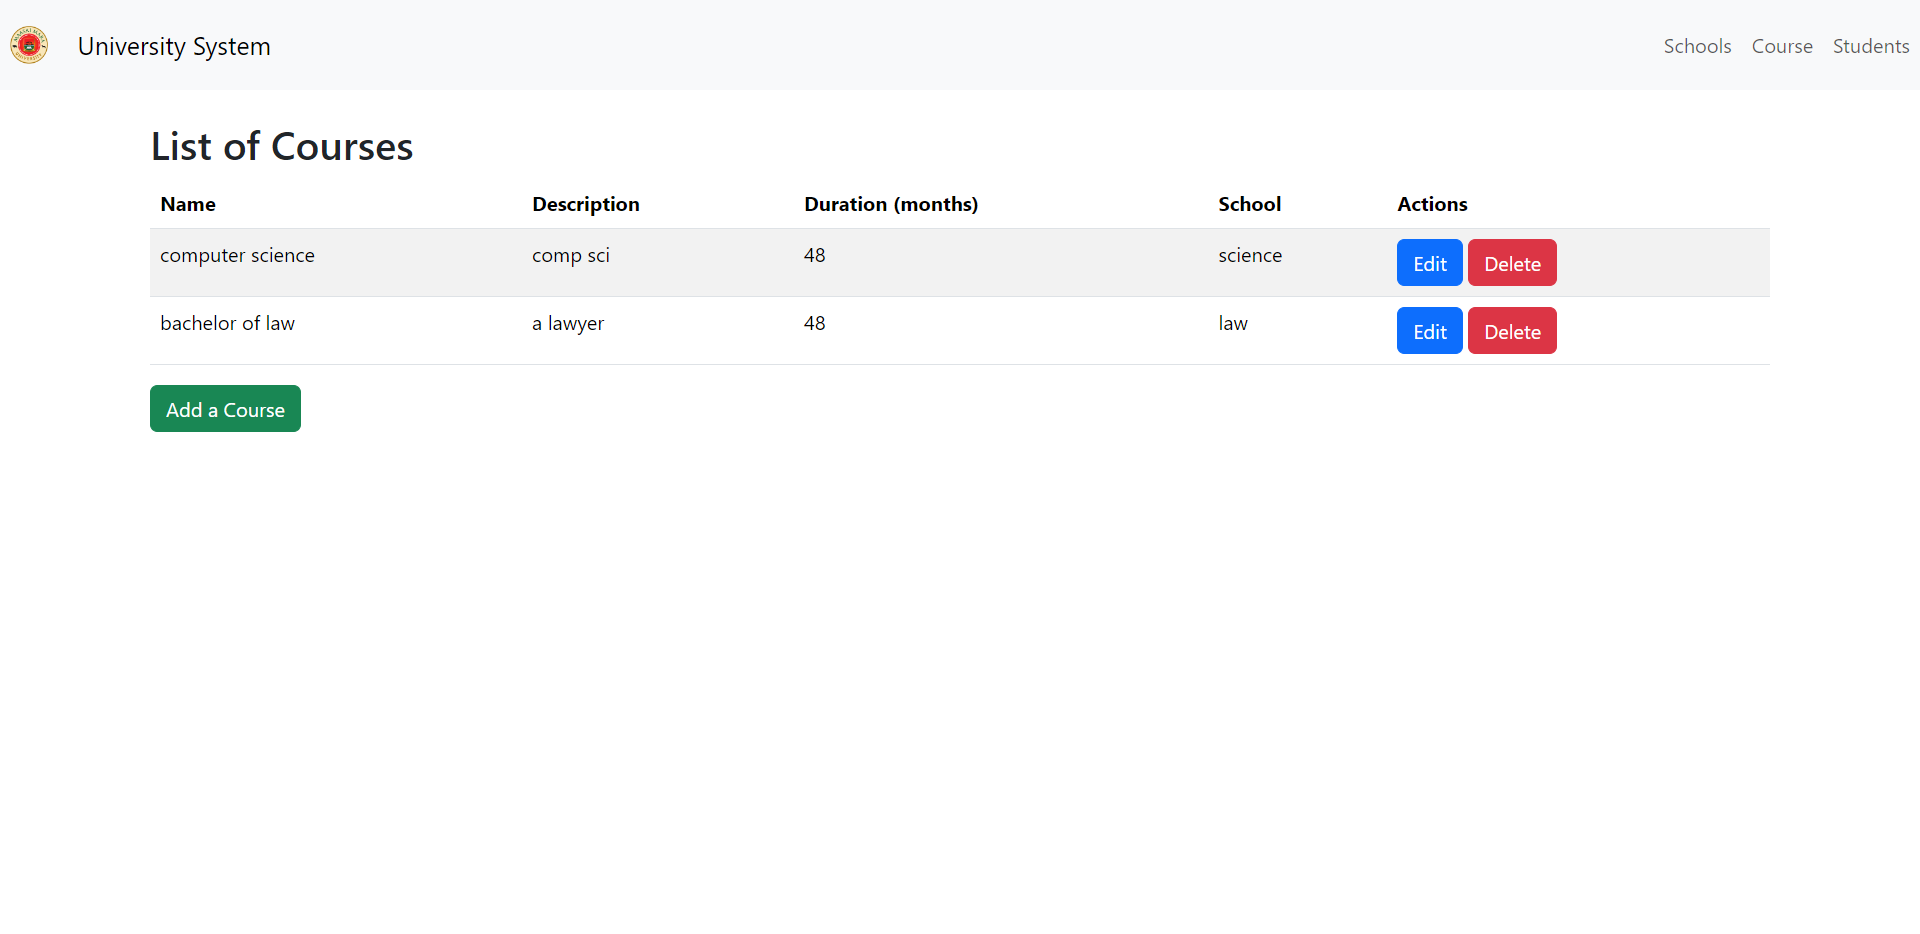 University System
Schools Course Students
List of Courses
Name Description Duration (months) School Actions
computer science comp sci 48 science Edit Delete
bachelor of law a lawyer 48 law Edit Delete
Add a Course